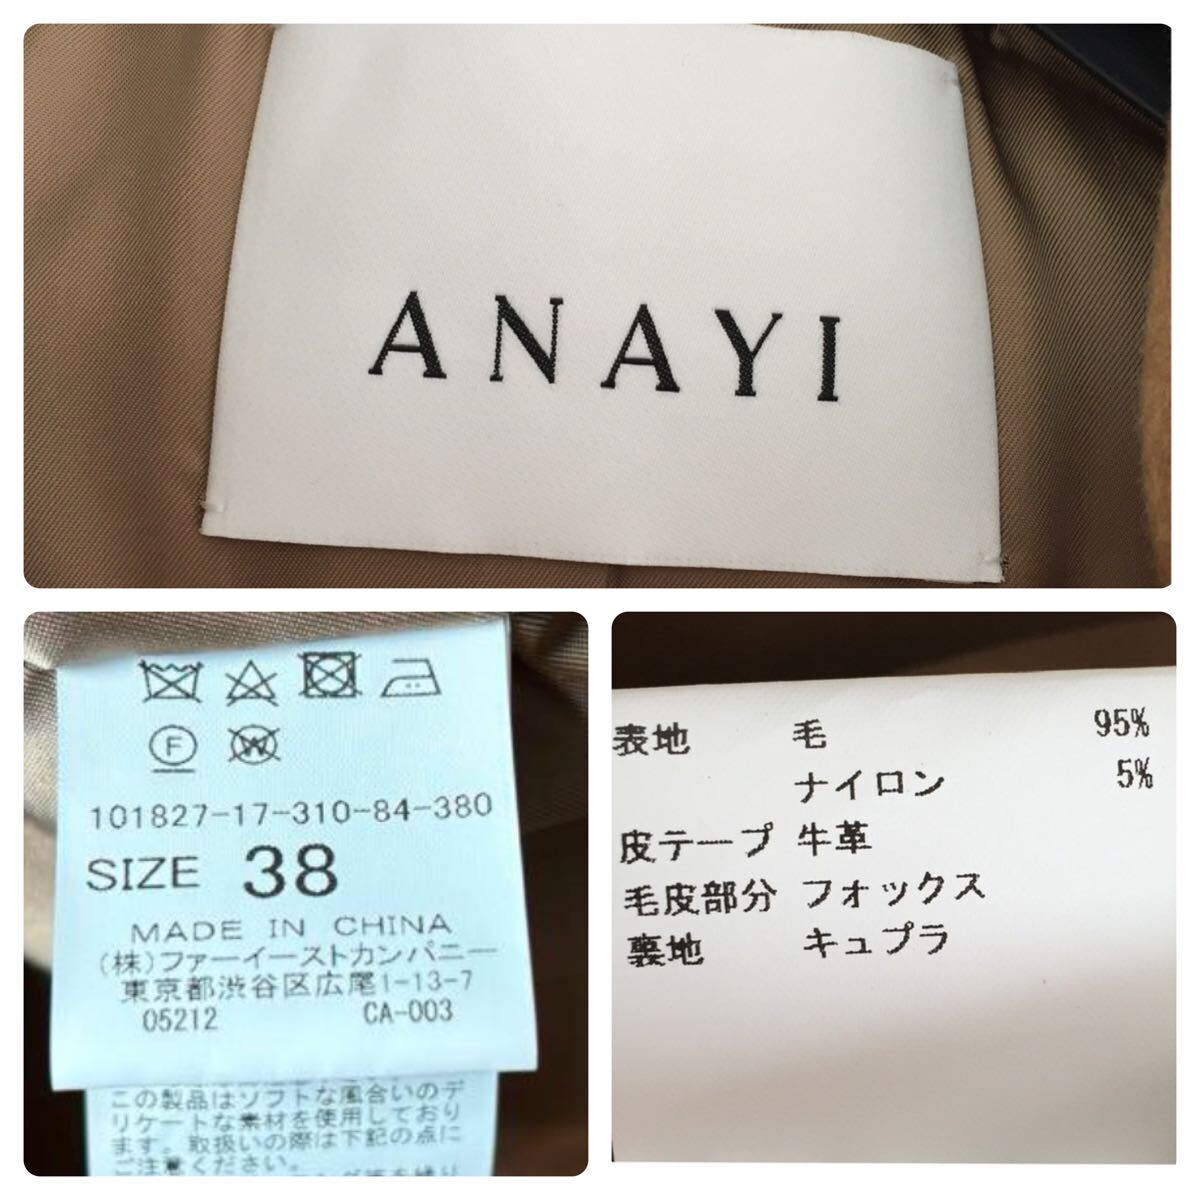 ANAYI
F W
101827-17-310-84-380
SIZE 38
MADE IN CHINA
(株)ファーイーストカンパニー
東京都渋谷区広尾1-13-7
05212 CA-003
この製品はソフトな風合いのデ
リケートな素材を使用しており
ます。取扱いの際は下記の点に
ご注意ください。
表地 毛 95%
ナイロン 5%
皮テープ 牛革
毛皮部分 フォックス
裏地 キュプラ